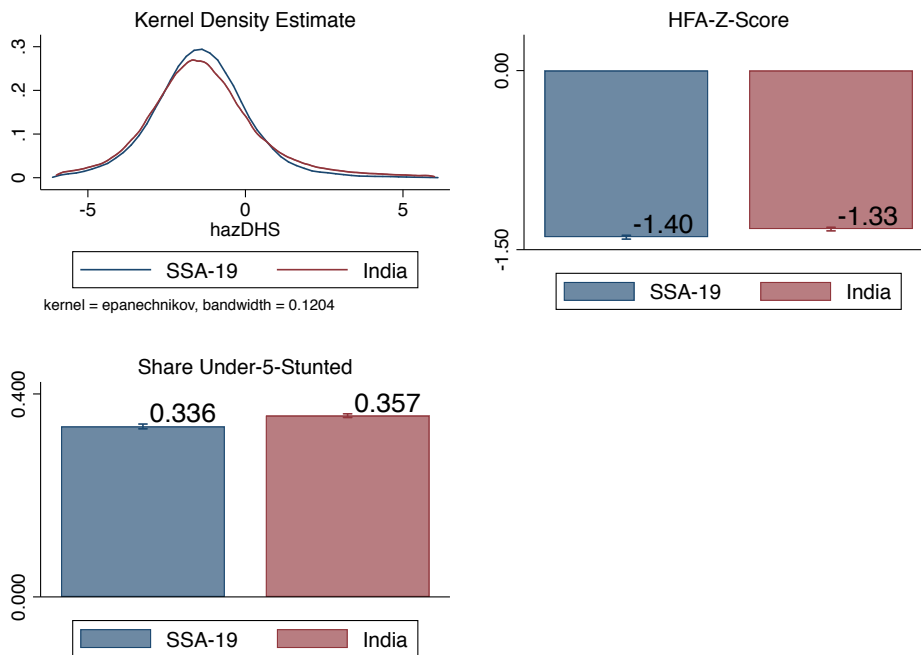 Kernel Density Estimate
.3
.2
.1
0
-5 0 5
hazDHS
SSA-19 India
kernel = epanechnikov, bandwidth = 0.1204
HFA-Z-Score
0.00
-1.50
-1.40 -1.33
SSA-19 India
Share Under-5-Stunted
0.400
0.000
0.336 0.357
SSA-19 India